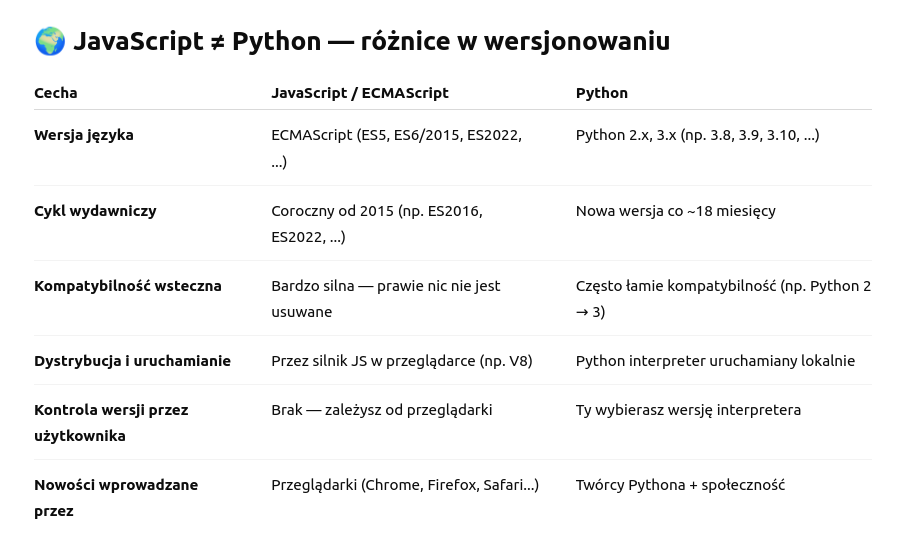 🌍 JavaScript ≠ Python — różnice w wersjonowaniu
Cecha JavaScript / ECMAScript Python
Wersja języka ECMAScript (ES5, ES6/2015, ES2022, Python 2.x, 3.x (np. 3.8, 3.9, 3.10, ...)
...)
Cykl wydawniczy Coroczny od 2015 (np. ES2016, Nowa wersja co ~18 miesięcy
ES2022, ...)
Kompatybilność wsteczna Bardzo silna — prawie nic nie jest Często łamie kompatybilność (np. Python 2
usuwane → 3)
Dystrybucja i uruchamianie Przez silnik JS w przeglądarce (np. V8) Python interpreter uruchamiany lokalnie
Kontrola wersji przez Brak — zależysz od przeglądarki Ty wybierasz wersję interpretera
użytkownika
Nowości wprowadzane Przeglądarki (Chrome, Firefox, Safari...) Twórcy Pythona + społeczność
przez